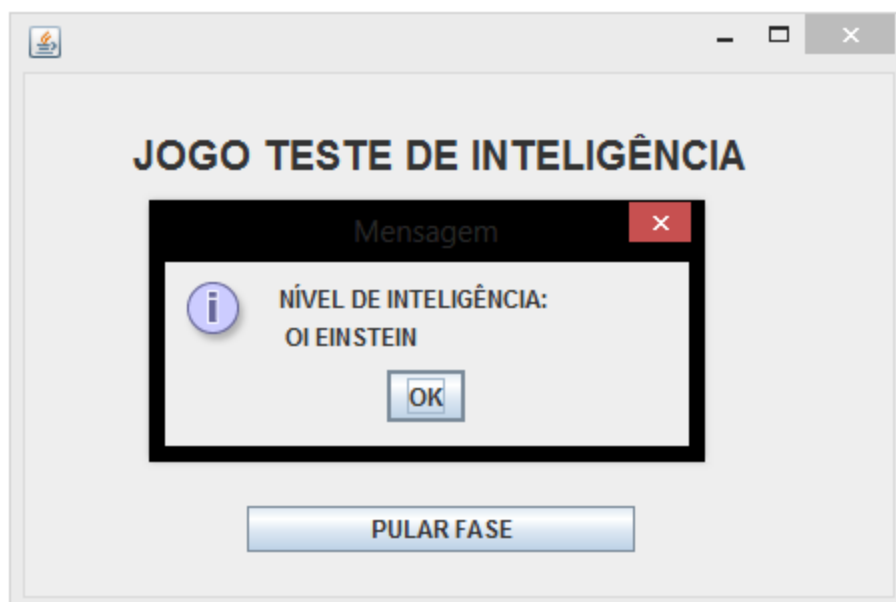 JOGO TESTE DE INTELIGÊNCIA
Mensagem
NÍVEL DE INTELIGÊNCIA:
OI EINSTEIN
OK
PULAR FASE